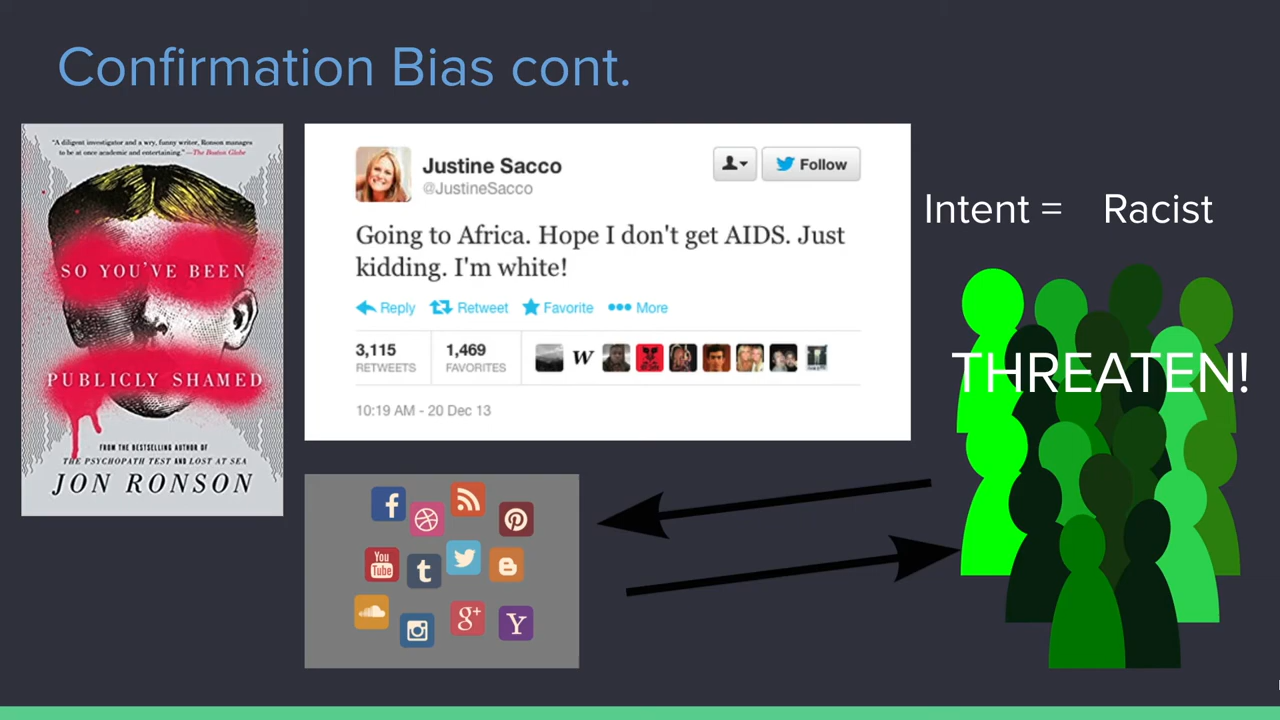 Confirmation Bias cont.
"A diligent investigator and a wry, funny writer, Ronson manages
to be at once academic and entertaining." —The Boston Globe
SO YOU'VE BEEN
PUBLICLY SHAMED
FROM THE BESTSELLING AUTHOR OF
THE PSYCHOPATH TEST AND LOST AT SEA
JON RONSON
Justine Sacco
@JustineSacco
Follow
Going to Africa. Hope I don't get AIDS. Just
kidding. I'm white!
Reply Retweet Favorite More
3,115
RETWEETS
1,469
FAVORITES
W
10:19 AM - 20 Dec 13
Intent = Racist
THREATEN!
f
You
Tube
t
g+
Y